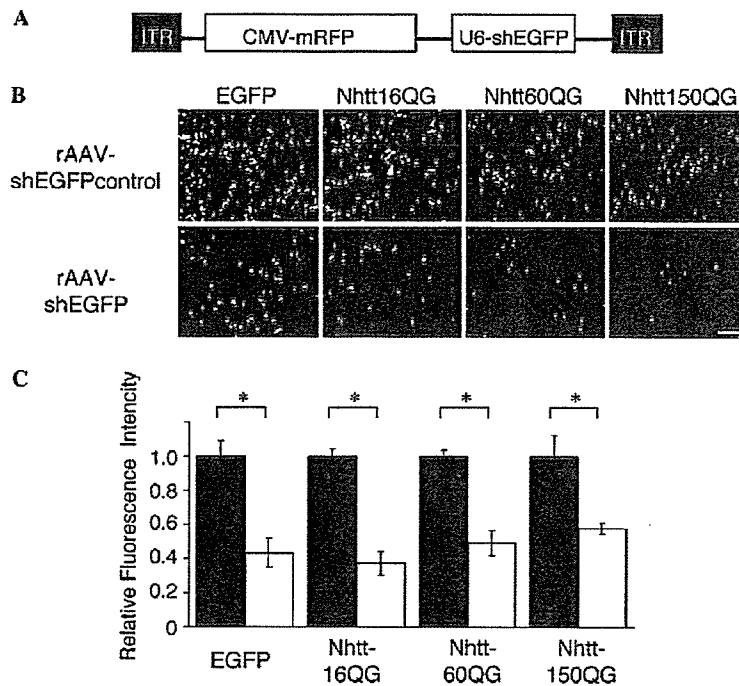 A
ITR CMV-mRFP U6-shEGFP ITR
B
EGFP Nhtt16QG Nhtt60QG Nhtt150QG
rAAV-
shEGFPcontrol
rAAV-
shEGFP
C
Relative Fluorescence Intencity
* * * *
1.0
0.8
0.6
0.4
0.2
0
EGFP
Nhtt-
16QG
Nhtt-
60QG
Nhtt-
150QG